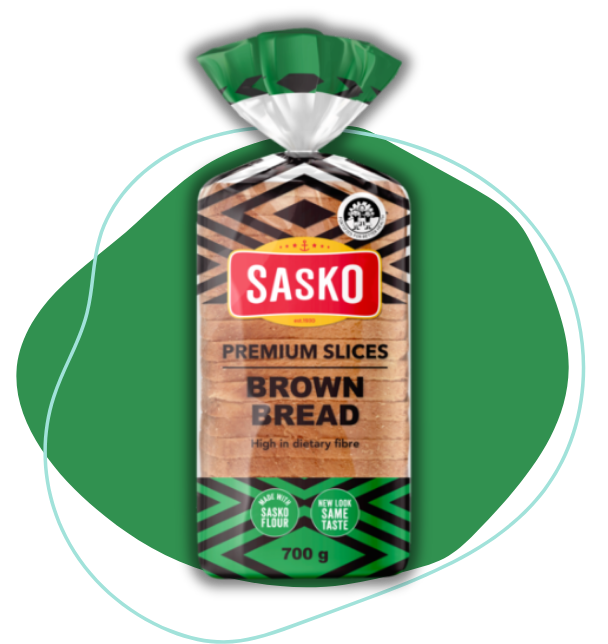 SASKO
PREMIUM SLICES
BROWN
BREAD
High in dietary fibre
MADE WITH
SASKO
FLOUR
NEW LOOK
SAME
TASTE
700 g